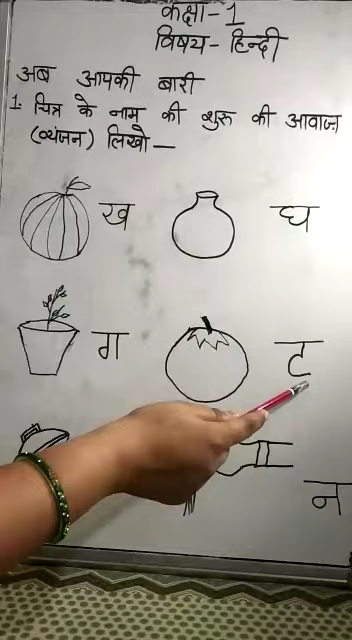 कक्षा-1
विषय-हिन्दी
अब आपकी बारी
1. चित्र के नाम की शुरू की आवाज़
(व्यंजन) लिखो—
ख घ
ग ट
न